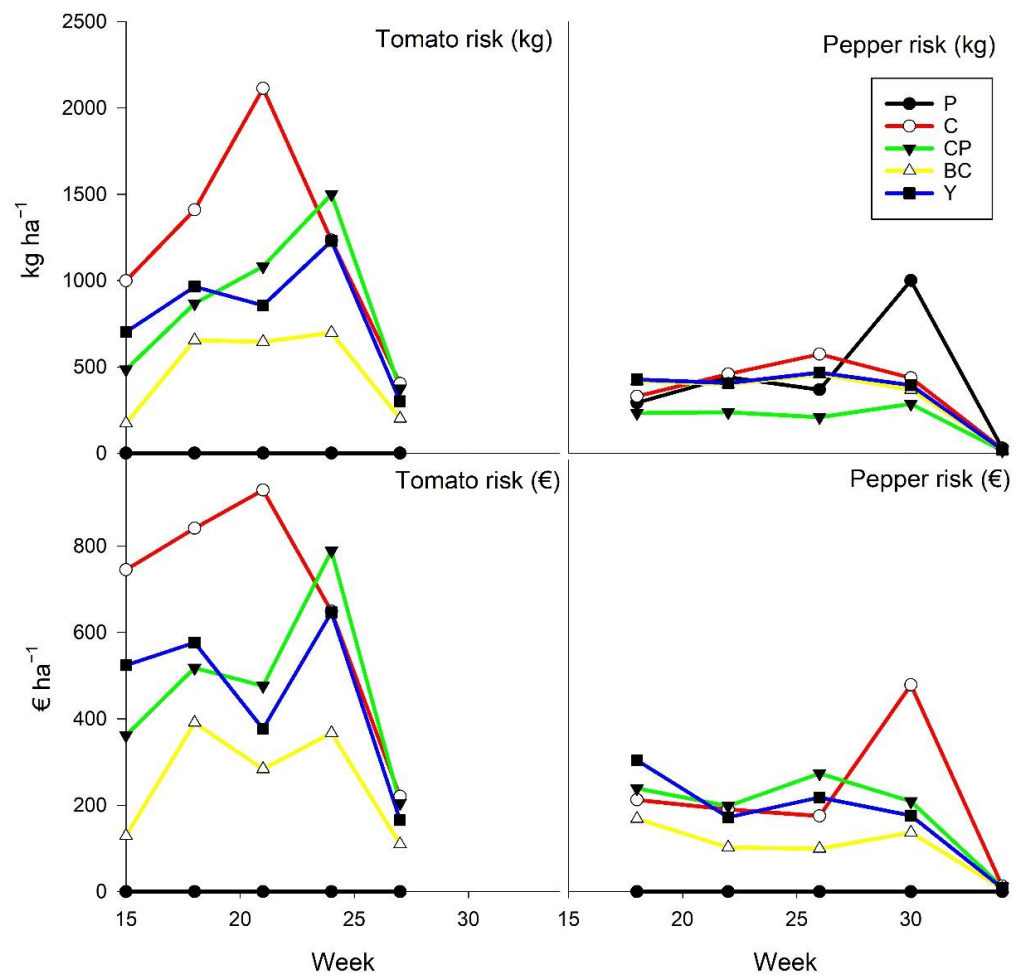 Tomato risk (kg)
Pepper risk (kg)
P
C
CP
BC
Y
2500
2000
1500
1000
500
0
kg ha⁻¹
Tomato risk (€)
Pepper risk (€)
800
600
400
200
0
€ ha⁻¹
15 20 25 30 15 20 25 30
Week Week